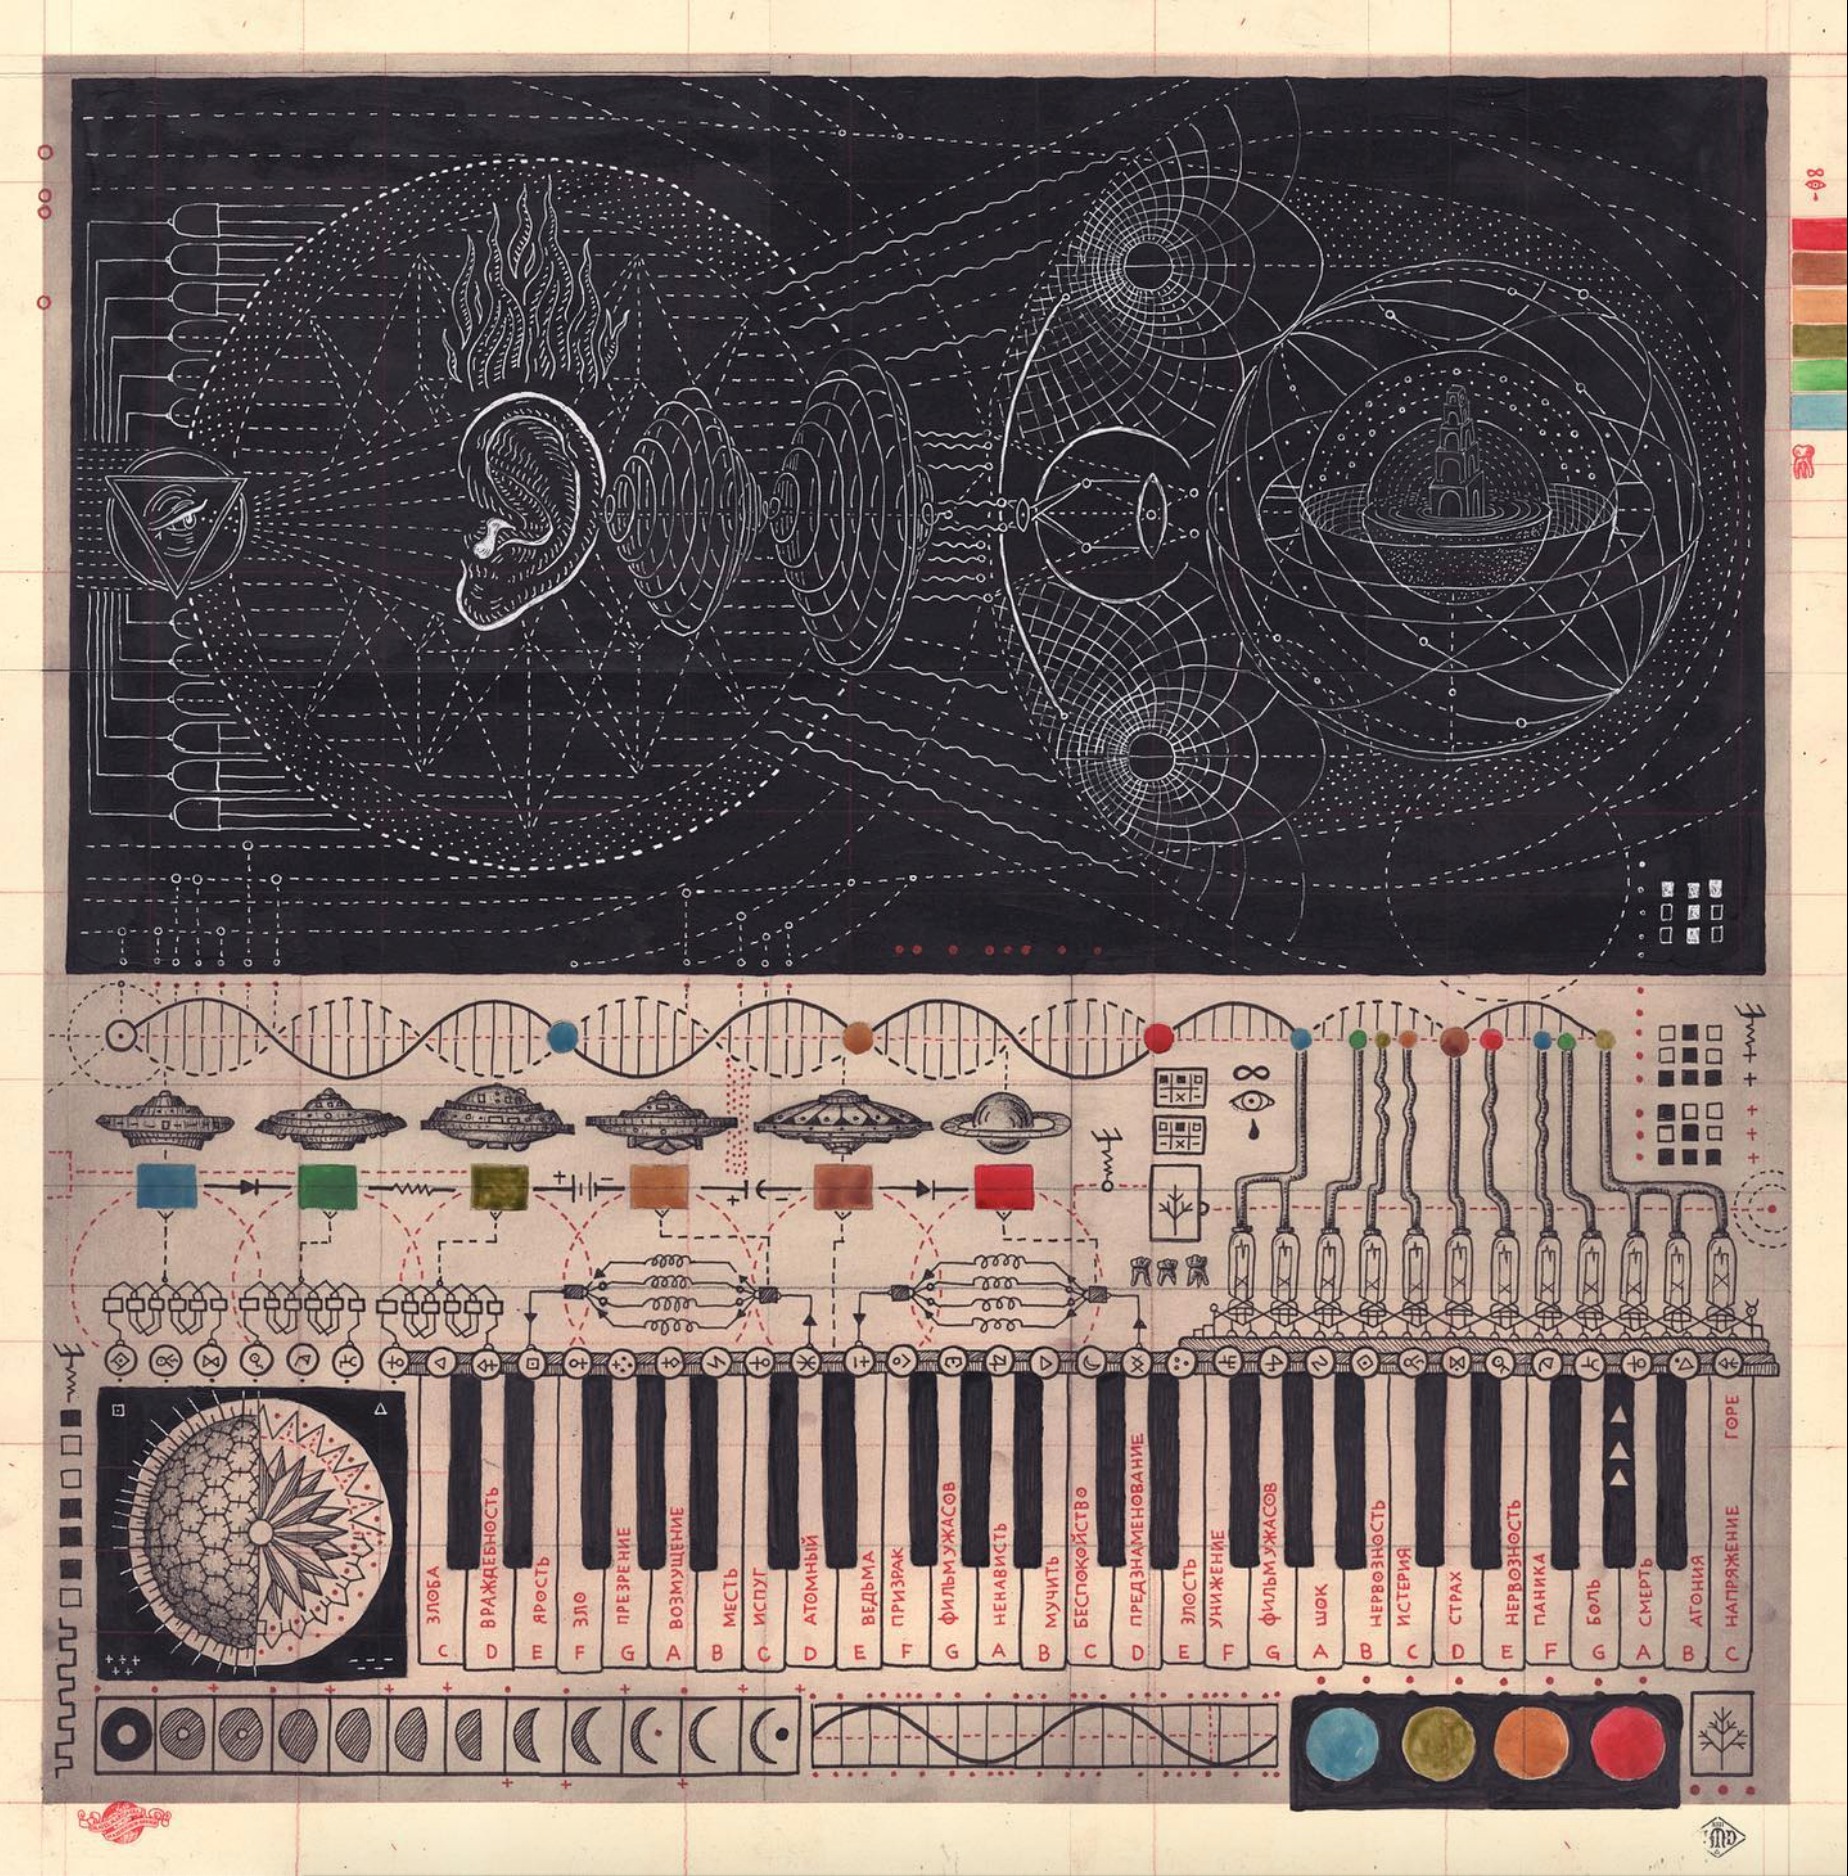 ЗЛОБА
ВРАЖДЕБНОСТЬ
ЯРОСТЬ
ЗЛО
ПРЕЗРЕНИЕ
ВОЗМУЩЕНИЕ
МЕСТЬ
ИСПУГ
АТОМНЫЙ
ВЕДЬМА
ПРИЗРАК
ФИЛЬМ УЖАСОВ
НЕНАВИСТЬ
МУЧИТЬ
БЕСПОКОЙСТВО
ПРЕДЗНАМЕНОВАНИЕ
ЗЛОСТЬ
УНИЖЕНИЕ
ФИЛЬМ УЖАСОВ
ШОК
НЕРВОЗНОСТЬ
ИСТЕРИЯ
СТРАХ
НЕРВОЗНОСТЬ
ПАНИКА
БОЛЬ
СМЕРТЬ
АГОНИЯ
НАПРЯЖЕНИЕ ГОРЕ
C D E F G A B C D E F G A B C D E F G A B C D E F G A B C